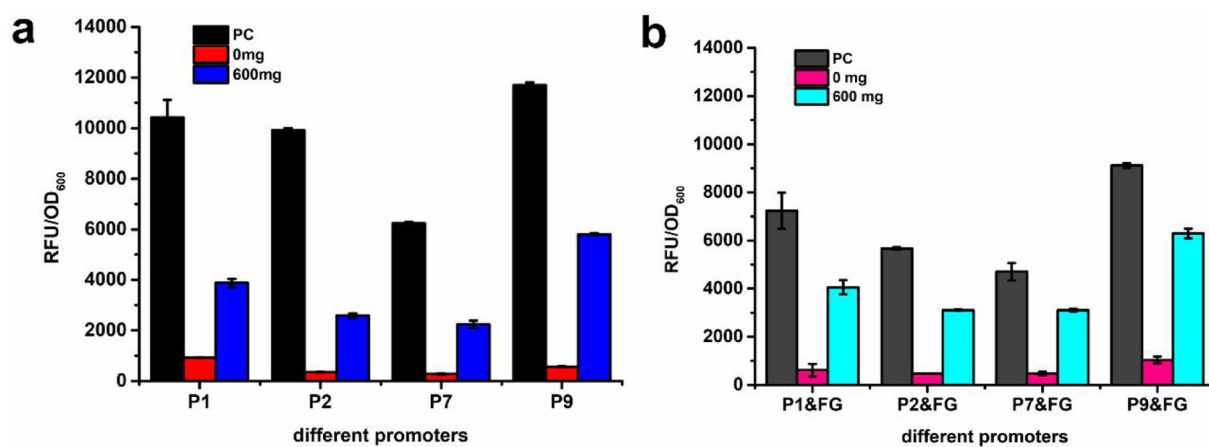 a
14000
12000
10000
8000
6000
4000
2000
0
RFU/OD600
PC
0mg
600mg
P1 P2 P7 P9
different promoters
b
14000
12000
10000
8000
6000
4000
2000
0
RFU/OD600
PC
0 mg
600 mg
P1&FG P2&FG P7&FG P9&FG
different promoters